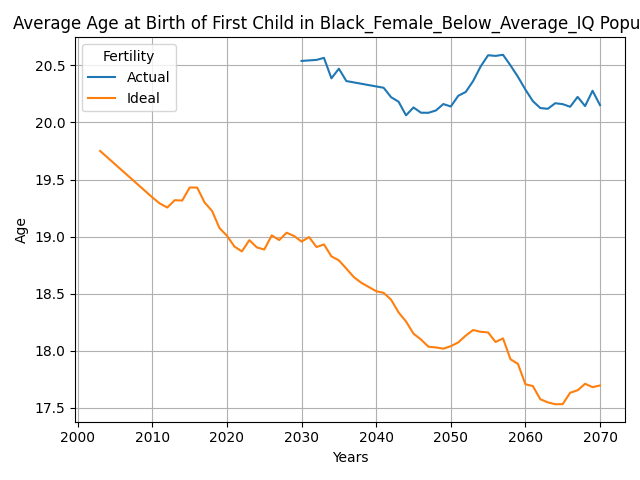 Average Age at Birth of First Child in Black_Female_Below_Average_IQ Popu
Fertility
Actual
Ideal
20.5
20.0
19.5
19.0
18.5
18.0
17.5
Age
2000 2010 2020 2030 2040 2050 2060 2070
Years